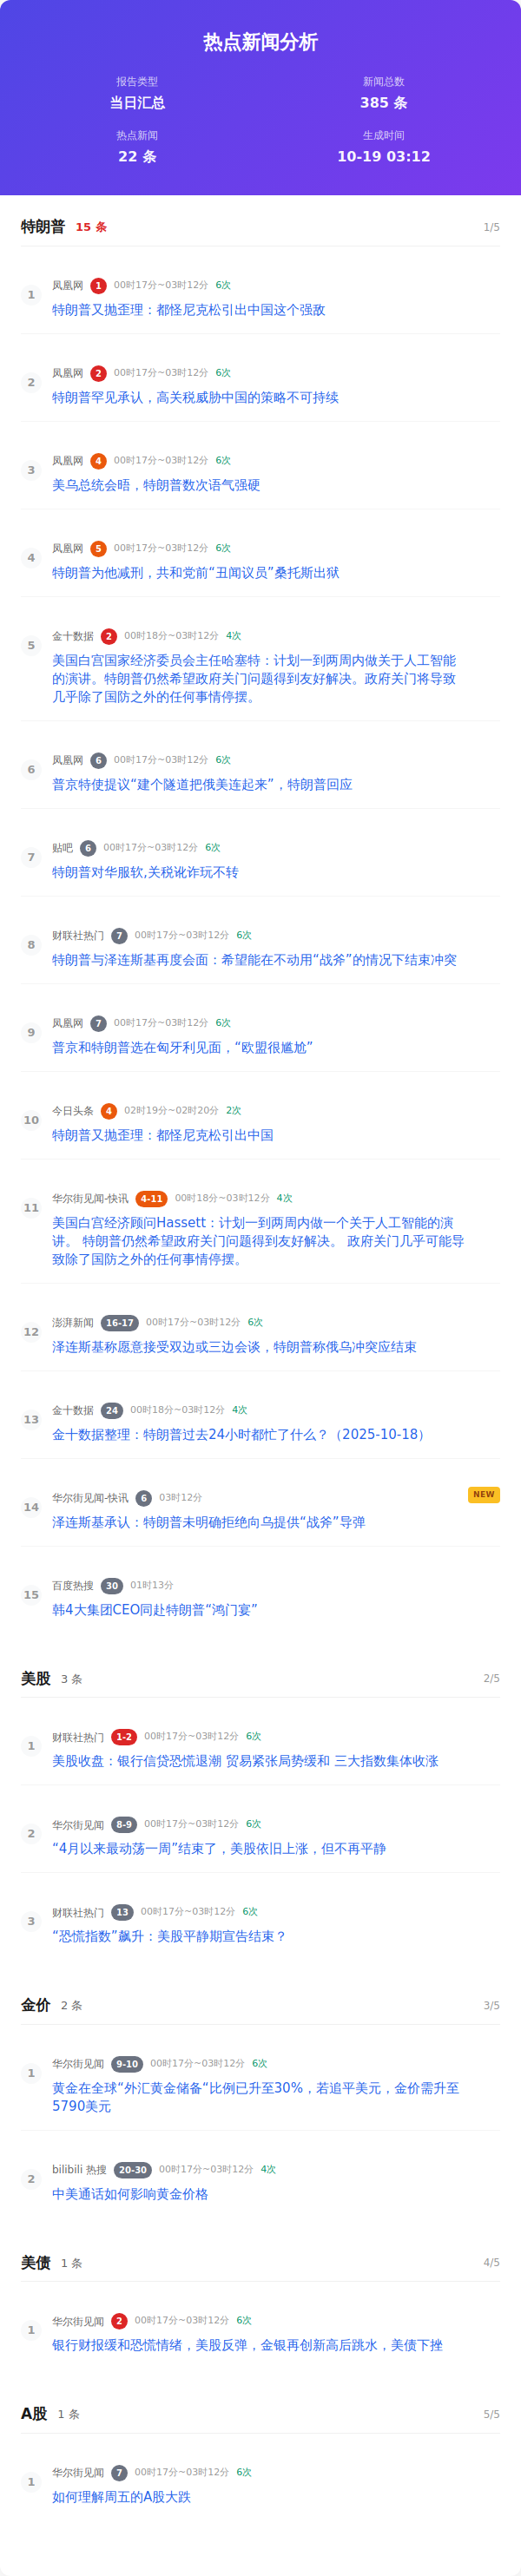 热点新闻分析
报告类型
当日汇总
新闻总数
385 条
热点新闻
22 条
生成时间
10-19 03:12
特朗普 15 条 1/5
1
凤凰网 1 00时17分~03时12分 6次
特朗普又抛歪理：都怪尼克松引出中国这个强敌
2
凤凰网 2 00时17分~03时12分 6次
特朗普罕见承认，高关税威胁中国的策略不可持续
3
凤凰网 4 00时17分~03时12分 6次
美乌总统会晤，特朗普数次语气强硬
4
凤凰网 5 00时17分~03时12分 6次
特朗普为他减刑，共和党前“丑闻议员”桑托斯出狱
5
金十数据 2 00时18分~03时12分 4次
美国白宫国家经济委员会主任哈塞特：计划一到两周内做关于人工智能
的演讲。特朗普仍然希望政府关门问题得到友好解决。政府关门将导致
几乎除了国防之外的任何事情停摆。
6
凤凰网 6 00时17分~03时12分 6次
普京特使提议“建个隧道把俄美连起来”，特朗普回应
7
贴吧 6 00时17分~03时12分 6次
特朗普对华服软,关税讹诈玩不转
8
财联社热门 7 00时17分~03时12分 6次
特朗普与泽连斯基再度会面：希望能在不动用“战斧”的情况下结束冲突
9
凤凰网 7 00时17分~03时12分 6次
普京和特朗普选在匈牙利见面，“欧盟很尴尬”
10
今日头条 4 02时19分~02时20分 2次
特朗普又抛歪理：都怪尼克松引出中国
11
华尔街见闻-快讯 4-11 00时18分~03时12分 4次
美国白宫经济顾问Hassett：计划一到两周内做一个关于人工智能的演
讲。 特朗普仍然希望政府关门问题得到友好解决。 政府关门几乎可能导
致除了国防之外的任何事情停摆。
12
澎湃新闻 16-17 00时17分~03时12分 6次
泽连斯基称愿意接受双边或三边会谈，特朗普称俄乌冲突应结束
13
金十数据 24 00时18分~03时12分 4次
金十数据整理：特朗普过去24小时都忙了什么？（2025-10-18）
14
华尔街见闻-快讯 6 03时12分 NEW
泽连斯基承认：特朗普未明确拒绝向乌提供“战斧”导弹
15
百度热搜 30 01时13分
韩4大集团CEO同赴特朗普“鸿门宴”
美股 3 条 2/5
1
财联社热门 1-2 00时17分~03时12分 6次
美股收盘：银行信贷恐慌退潮 贸易紧张局势缓和 三大指数集体收涨
2
华尔街见闻 8-9 00时17分~03时12分 6次
“4月以来最动荡一周”结束了，美股依旧上涨，但不再平静
3
财联社热门 13 00时17分~03时12分 6次
“恐慌指数”飙升：美股平静期宣告结束？
金价 2 条 3/5
1
华尔街见闻 9-10 00时17分~03时12分 6次
黄金在全球“外汇黄金储备“比例已升至30%，若追平美元，金价需升至
5790美元
2
bilibili 热搜 20-30 00时17分~03时12分 4次
中美通话如何影响黄金价格
美债 1 条 4/5
1
华尔街见闻 2 00时17分~03时12分 6次
银行财报缓和恐慌情绪，美股反弹，金银再创新高后跳水，美债下挫
A股 1 条 5/5
1
华尔街见闻 7 00时17分~03时12分 6次
如何理解周五的A股大跌